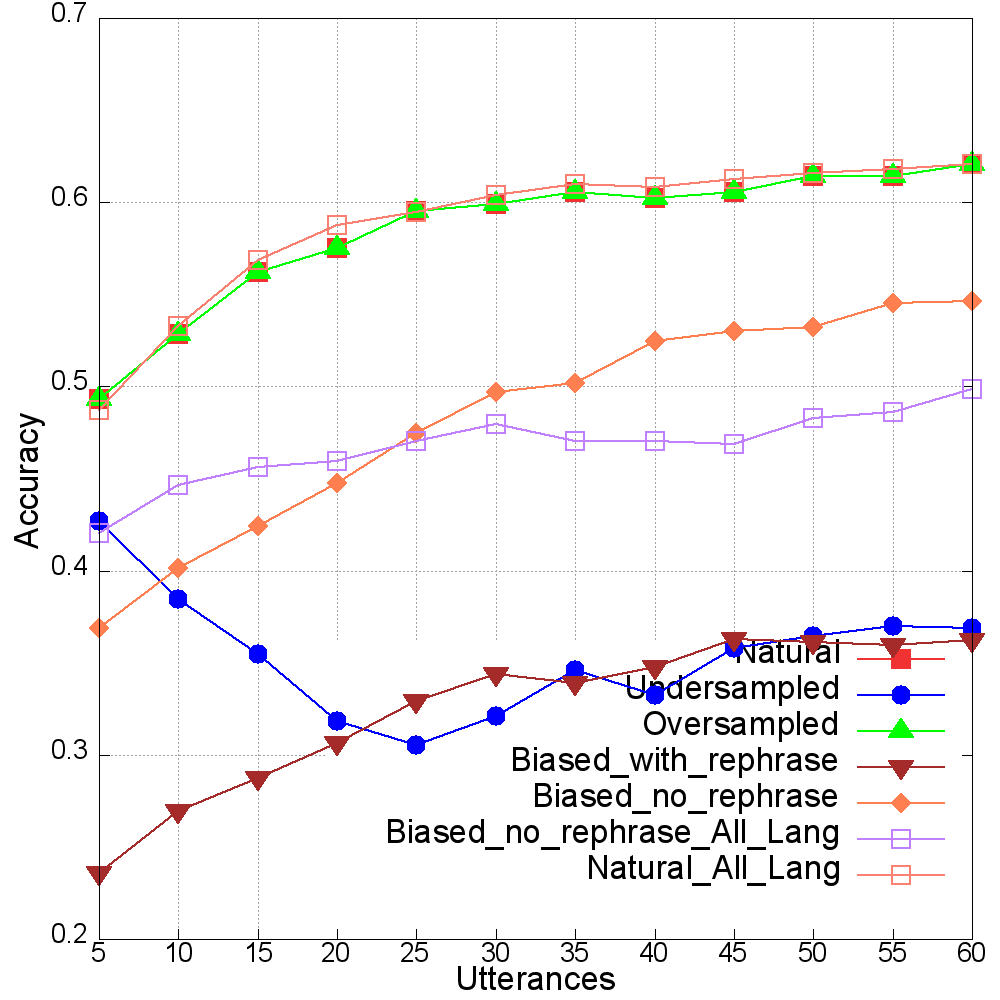 0.7
0.6
0.5
0.4
0.3
0.2
Accuracy
Natural
Undersampled
Oversampled
Biased_with_rephrase
Biased_no_rephrase
Biased_no_rephrase_All_Lang
Natural_All_Lang
5 10 15 20 25 30 35 40 45 50 55 60
Utterances